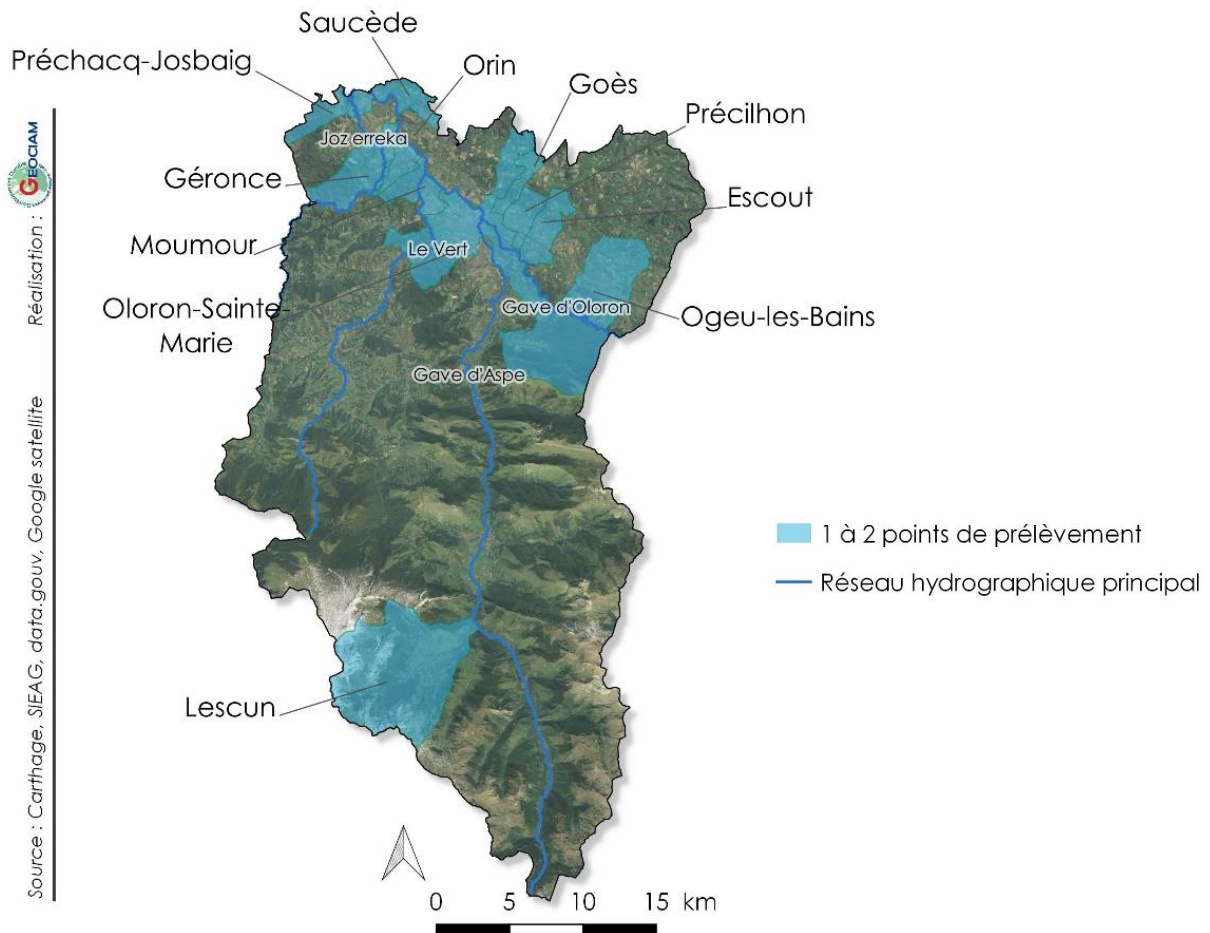 Saucède
Préchacq-Josbaig
Orin
Goès
Précilhon
Joz erreka
Géronce
Escout
Moumour
Le Vert
Oloron-Sainte-
Marie
Gave d'Oloron
Ogeu-les-Bains
Gave d'Aspe
1 à 2 points de prélèvement
Réseau hydrographique principal
Lescun
0 5 10 15 km
Source : Carthage, SIEAG, data.gouv, Google satellite
Réalisation :
GEOCIAM